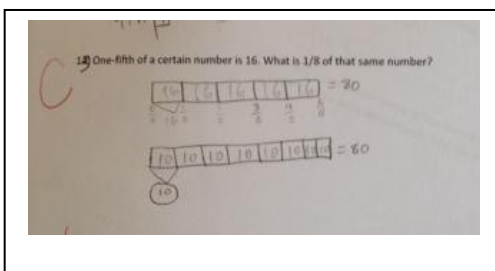 C
14) One-fifth of a certain number is 16. What is 1/8 of that same number?
16 16 16 16 16 = 80
10 10 10 10 10 10 10 10 = 80
10